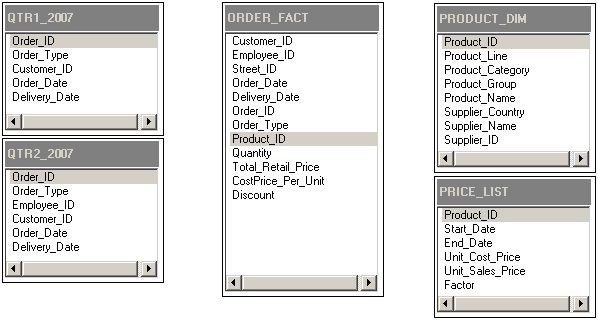 QTR1_2007
Order_ID
Order_Type
Customer_ID
Order_Date
Delivery_Date
QTR2_2007
Order_ID
Order_Type
Employee_ID
Customer_ID
Order_Date
Delivery_Date
ORDER_FACT
Customer_ID
Employee_ID
Street_ID
Order_Date
Delivery_Date
Order_ID
Order_Type
Product_ID
Quantity
Total_Retail_Price
CostPrice_Per_Unit
Discount
PRODUCT_DIM
Product_ID
Product_Line
Product_Category
Product_Group
Product_Name
Supplier_Country
Supplier_Name
Supplier_ID
PRICE_LIST
Product_ID
Start_Date
End_Date
Unit_Cost_Price
Unit_Sales_Price
Factor